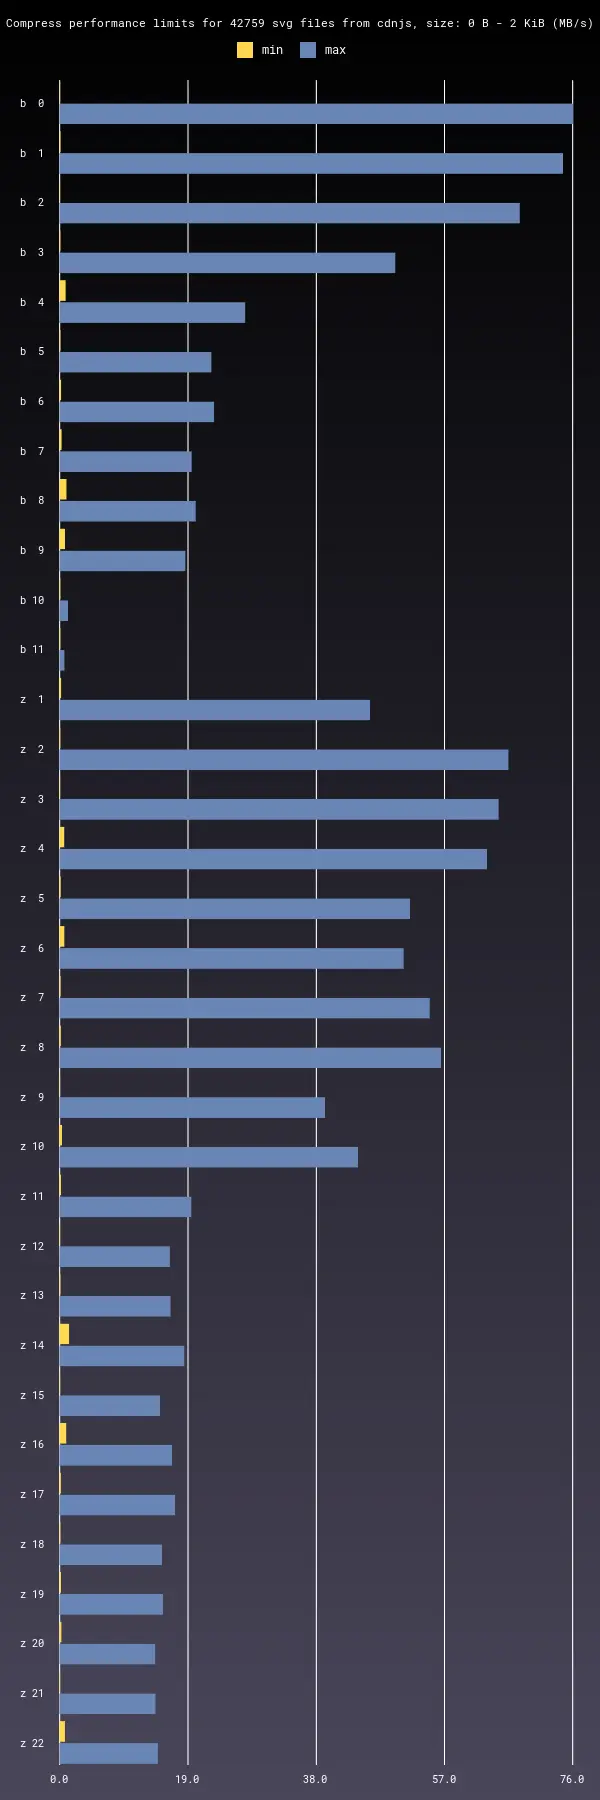 Compress performance limits for 42759 svg files from cdnjs, size: 0 B - 2 KiB (MB/s)
min max
b 0
b 1
b 2
b 3
b 4
b 5
b 6
b 7
b 8
b 9
b 10
b 11
z 1
z 2
z 3
z 4
z 5
z 6
z 7
z 8
z 9
z 10
z 11
z 12
z 13
z 14
z 15
z 16
z 17
z 18
z 19
z 20
z 21
z 22
0.0 19.0 38.0 57.0 76.0